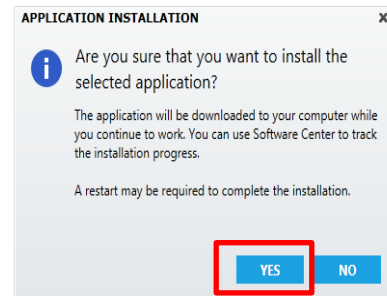 APPLICATION INSTALLATION x
Are you sure that you want to install the
selected application?
The application will be downloaded to your computer while
you continue to work. You can use Software Center to track
the installation progress.
A restart may be required to complete the installation.
YES NO